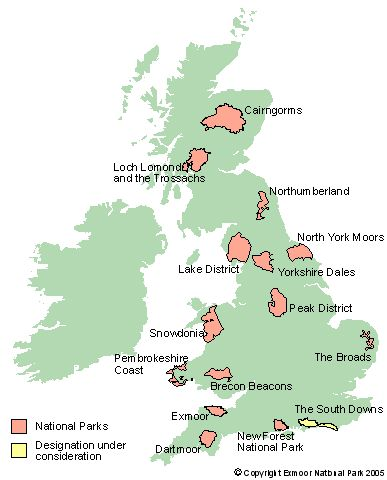 Cairngorms
Loch Lomond
and the Trossachs
Northumberland
North York Moors
Lake District
Yorkshire Dales
Peak District
Snowdonia
The Broads
Pembrokeshire
Coast
Brecon Beacons
The South Downs
Exmoor
New Forest
National Park
Dartmoor
National Parks
Designation under
consideration
© Copyright Exmoor National Park 2005